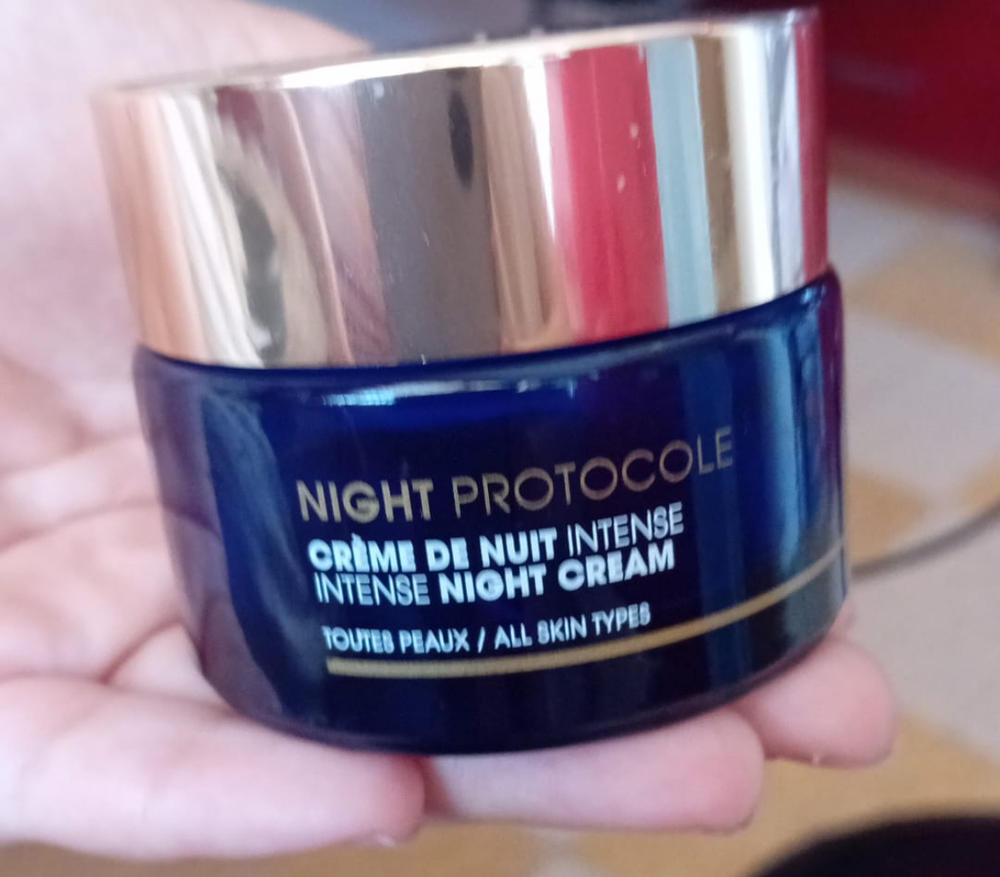 NIGHT PROTOCOLE
CRÈME DE NUIT INTENSE
INTENSE NIGHT CREAM
TOUTES PEAUX / ALL SKIN TYPES